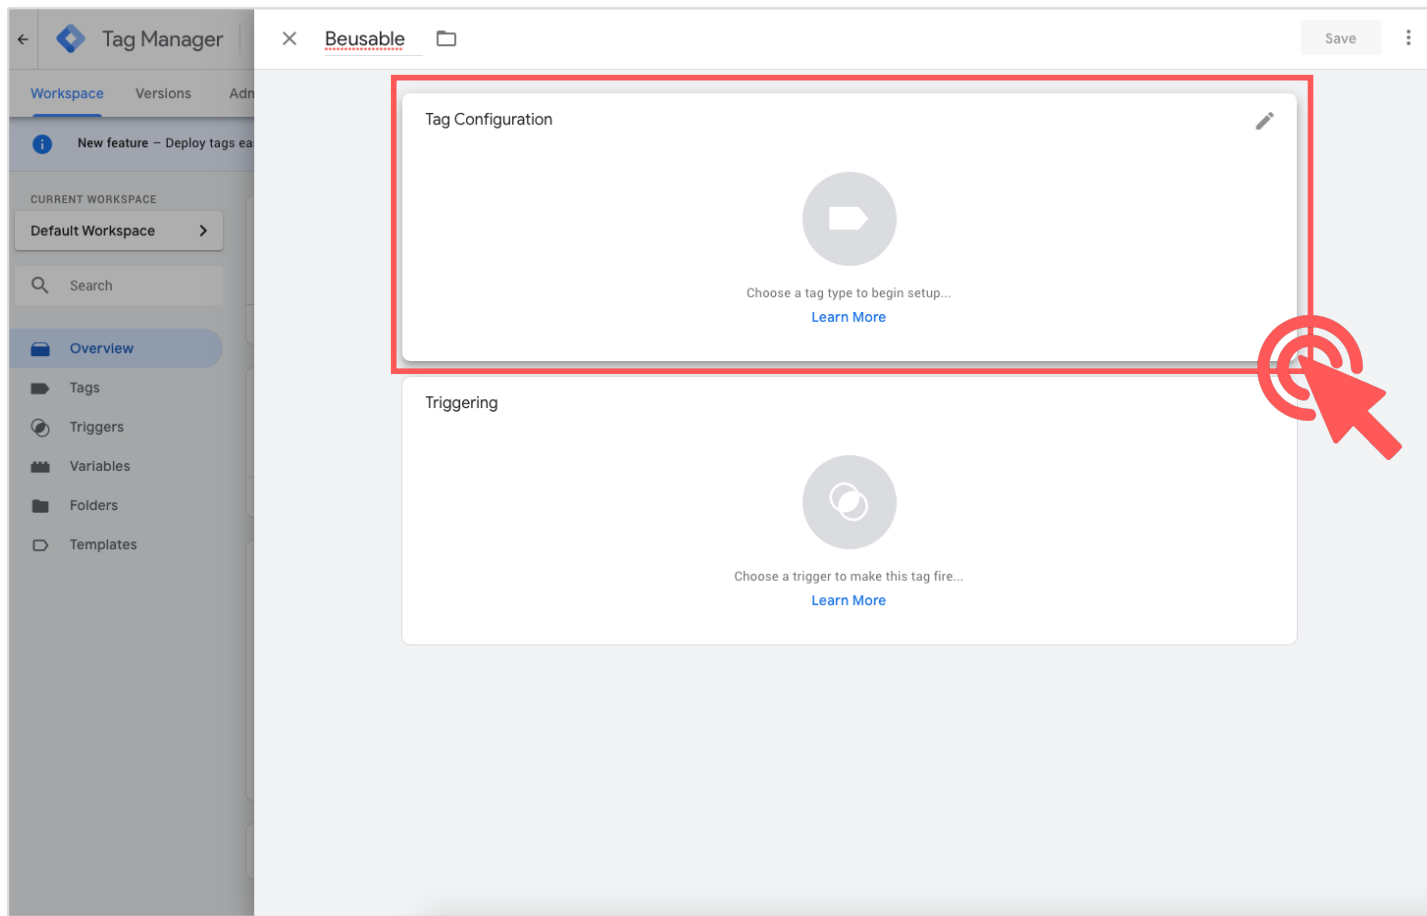 Tag Manager
Beusable
Save
Workspace Versions Adm
New feature – Deploy tags eas
CURRENT WORKSPACE
Default Workspace
Search
Overview
Tags
Triggers
Variables
Folders
Templates
Tag Configuration
Choose a tag type to begin setup...
Learn More
Triggering
Choose a trigger to make this tag fire...
Learn More